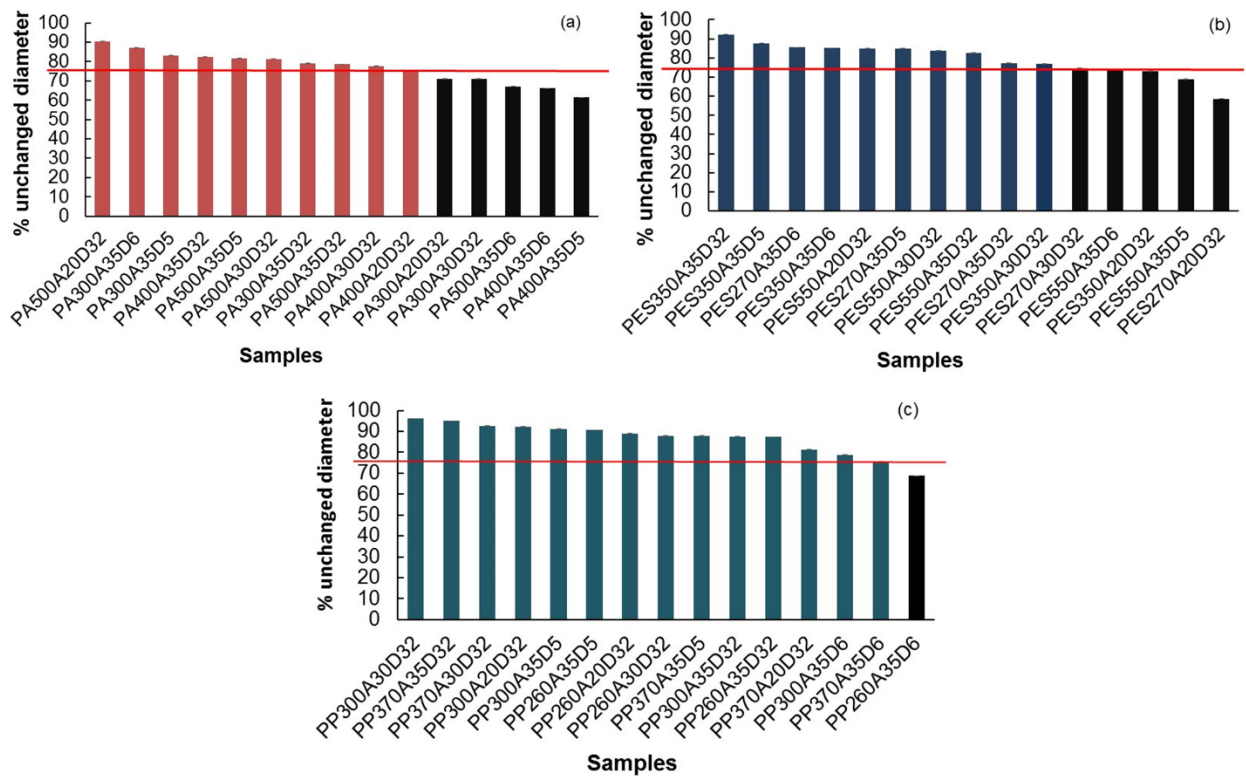 (a)
% unchanged diameter
100
90
80
70
60
50
40
30
20
10
0
PA500A20D32
PA300A35D6
PA300A35D5
PA400A35D32
PA500A35D5
PA500A30D32
PA300A35D32
PA500A35D32
PA400A30D32
PA400A20D32
PA300A20D32
PA300A30D32
PA500A35D6
PA400A35D6
PA400A35D5
Samples
(b)
% unchanged diameter
100
90
80
70
60
50
40
30
20
10
0
PES350A35D32
PES350A35D5
PES270A35D6
PES350A35D6
PES550A20D32
PES270A35D5
PES550A30D32
PES550A35D32
PES270A35D32
PES350A30D32
PES270A30D32
PES550A35D6
PES350A20D32
PES550A35D5
PES270A20D32
Samples
(c)
% unchanged diameter
100
90
80
70
60
50
40
30
20
10
0
PP300A30D32
PP370A35D32
PP370A30D32
PP300A20D32
PP300A35D5
PP260A35D5
PP260A20D32
PP260A30D32
PP370A35D5
PP300A35D32
PP260A35D32
PP370A20D32
PP300A35D6
PP370A35D6
PP260A35D6
Samples